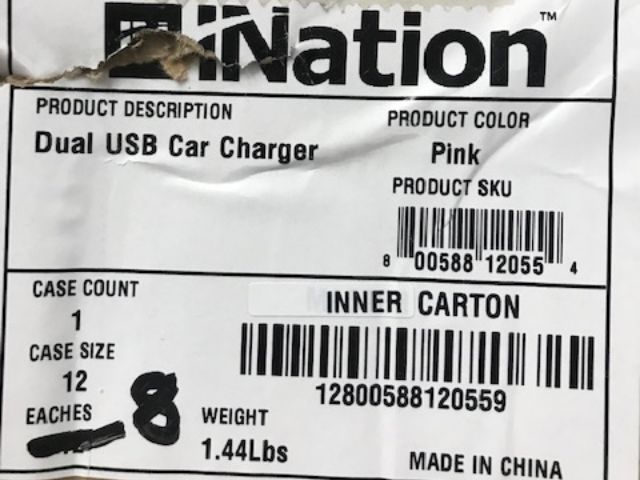 iNation™
PRODUCT DESCRIPTION
Dual USB Car Charger
PRODUCT COLOR
Pink
PRODUCT SKU
8 00588 12055 4
CASE COUNT
1
CASE SIZE
12
EACHES
8
INNER CARTON
12800588120559
WEIGHT
1.44Lbs
MADE IN CHINA